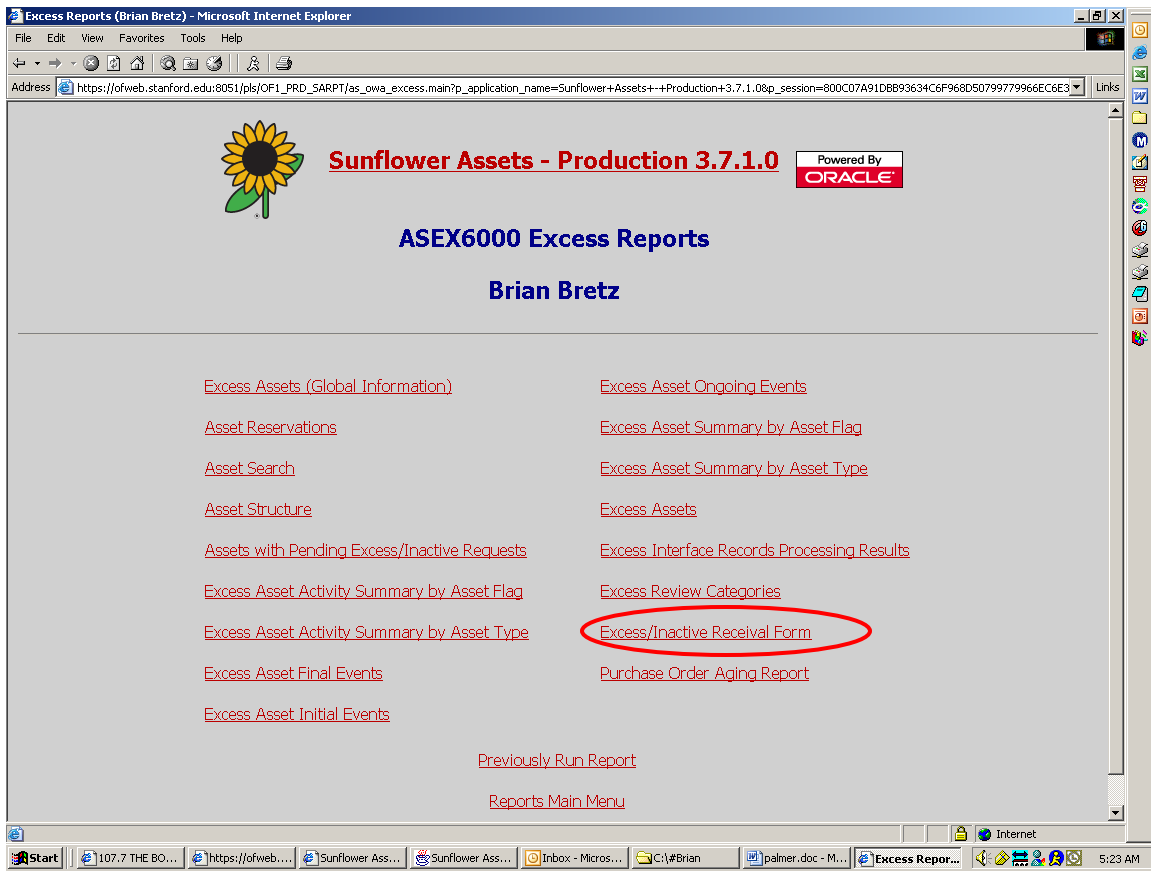 Excess Reports (Brian Bretz) - Microsoft Internet Explorer
File Edit View Favorites Tools Help
Address https://ofweb.stanford.edu:8051/pls/OF1_PRD_SARPT/as_owa_excess.main?p_application_name=Sunflower+Assets+-+Production+3.7.1.0&p_session=800C07A91DBB93634C6F968D50799779966EC6E3 Links
Sunflower Assets - Production 3.7.1.0
Powered By
ORACLE
ASEX6000 Excess Reports
Brian Bretz
Excess Assets (Global Information) Excess Asset Ongoing Events
Asset Reservations Excess Asset Summary by Asset Flag
Asset Search Excess Asset Summary by Asset Type
Asset Structure Excess Assets
Assets with Pending Excess/Inactive Requests Excess Interface Records Processing Results
Excess Asset Activity Summary by Asset Flag Excess Review Categories
Excess Asset Activity Summary by Asset Type Excess/Inactive Receival Form
Excess Asset Final Events Purchase Order Aging Report
Excess Asset Initial Events
Previously Run Report
Reports Main Menu
Internet
Start 107.7 THE BO... https://ofweb.... Sunflower Ass... Sunflower Ass... Inbox - Micros... C:\#Brian palmer.doc - M... Excess Repor... 5:23 AM